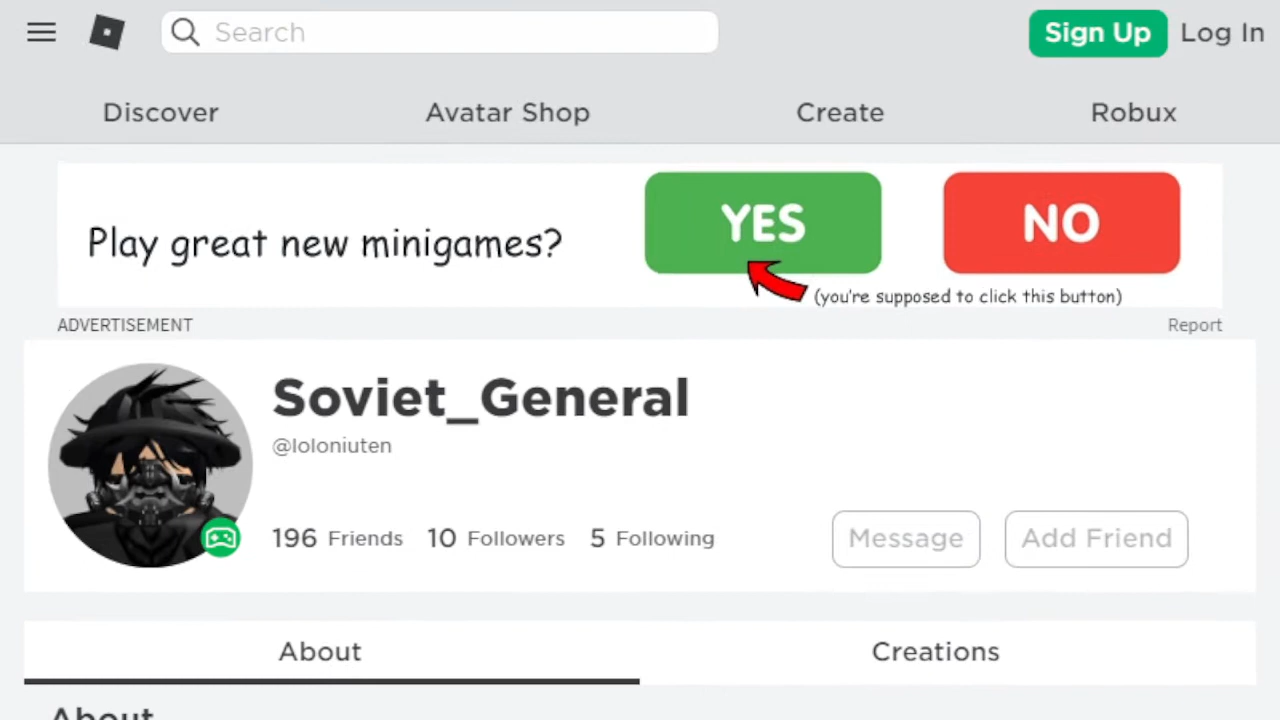 Search
Sign Up Log In
Discover Avatar Shop Create Robux
Play great new minigames? YES NO
(you're supposed to click this button)
ADVERTISEMENT Report
Soviet_General
@loloniuten
196 Friends 10 Followers 5 Following Message Add Friend
About Creations
About